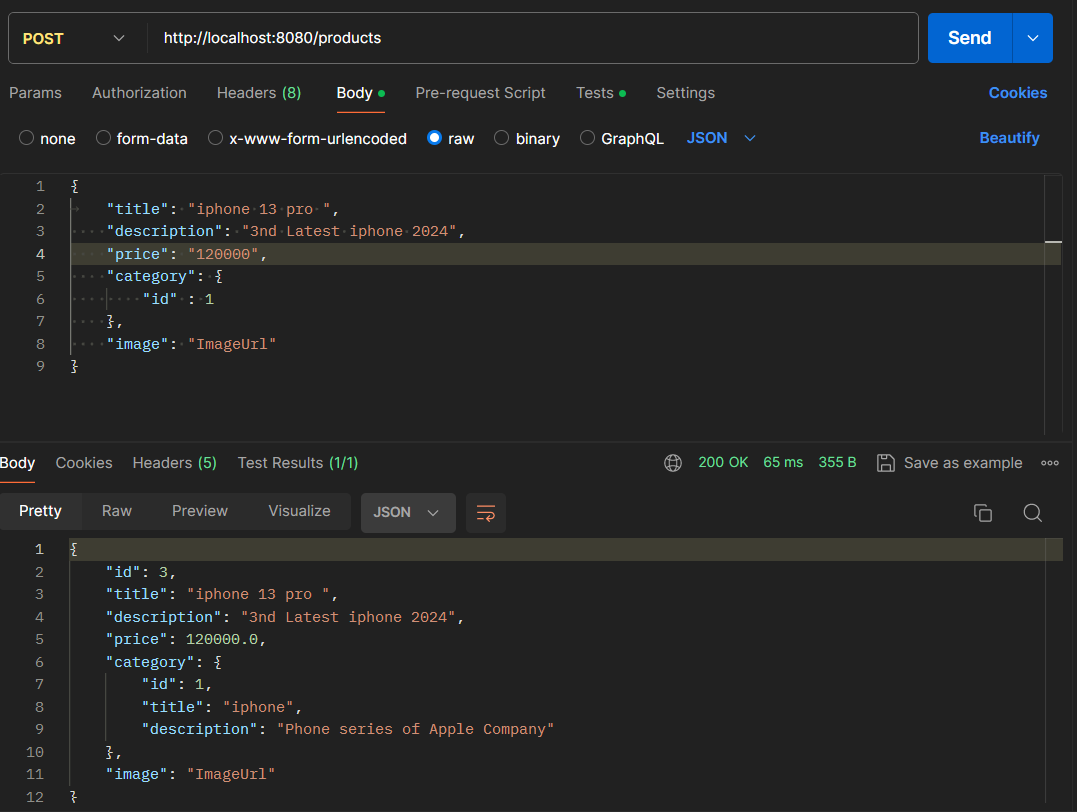 POST http://localhost:8080/products Send
Params Authorization Headers (8) Body Pre-request Script Tests Settings Cookies
none form-data x-www-form-urlencoded raw binary GraphQL JSON Beautify
1 {
2 "title": "iphone 13 pro ",
3 "description": "3nd Latest iphone 2024",
4 "price": "120000",
5 "category": {
6 "id" : 1
7 },
8 "image": "ImageUrl"
9 }
Body Cookies Headers (5) Test Results (1/1) 200 OK 65 ms 355 B Save as example
Pretty Raw Preview Visualize JSON
1 {
2 "id": 3,
3 "title": "iphone 13 pro ",
4 "description": "3nd Latest iphone 2024",
5 "price": 120000.0,
6 "category": {
7 "id": 1,
8 "title": "iphone",
9 "description": "Phone series of Apple Company"
10 },
11 "image": "ImageUrl"
12 }